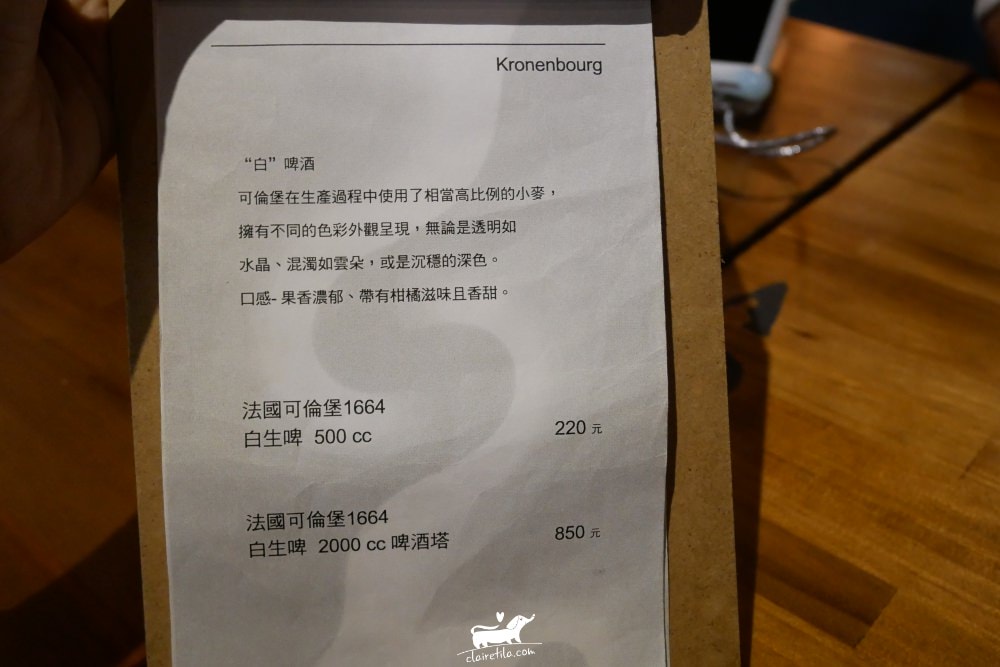 Kronenbourg
“白”啤酒
可倫堡在生產過程中使用了相當高比例的小麥，
擁有不同的色彩外觀呈現，無論是透明如
水晶、混濁如雲朵，或是沉穩的深色。
口感- 果香濃郁、帶有柑橘滋味且香甜。
法國可倫堡1664
白生啤 500 cc 220 元
法國可倫堡1664
白生啤 2000 cc 啤酒塔 850 元
clairetila.com